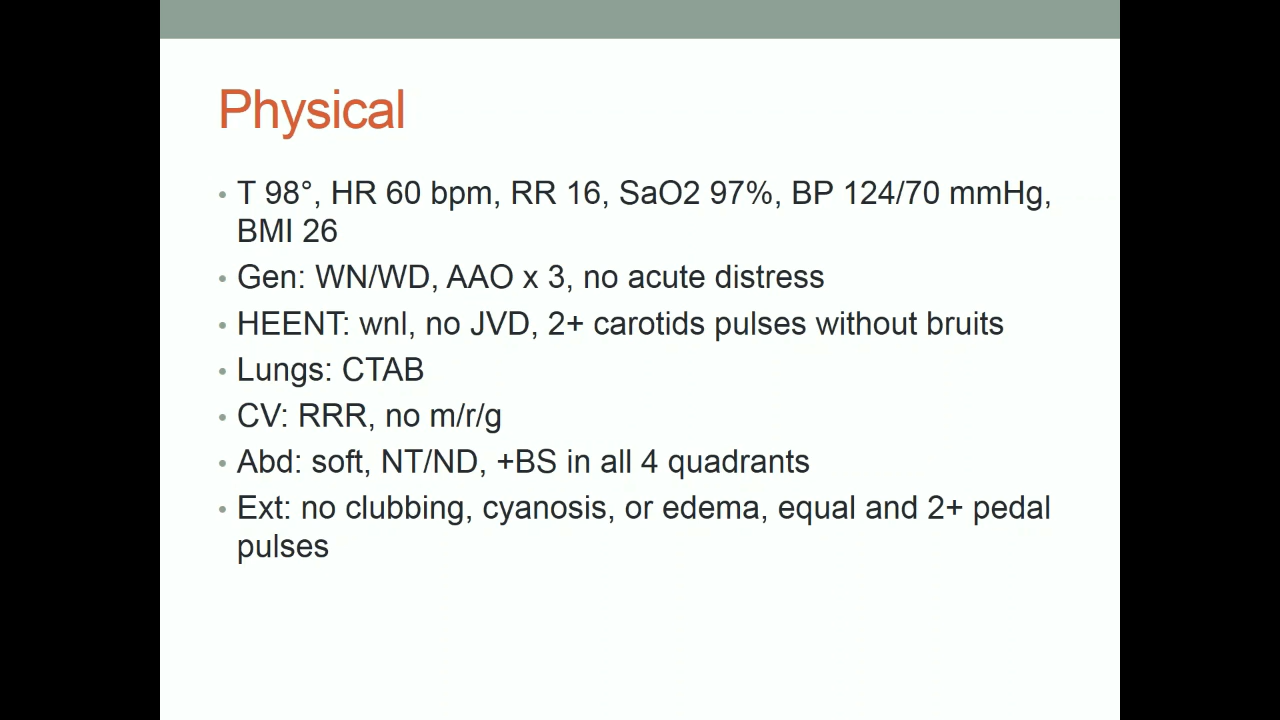 Physical
• T 98°, HR 60 bpm, RR 16, SaO2 97%, BP 124/70 mmHg,
BMI 26
• Gen: WN/WD, AAO x 3, no acute distress
• HEENT: wnl, no JVD, 2+ carotids pulses without bruits
• Lungs: CTAB
• CV: RRR, no m/r/g
• Abd: soft, NT/ND, +BS in all 4 quadrants
• Ext: no clubbing, cyanosis, or edema, equal and 2+ pedal
pulses